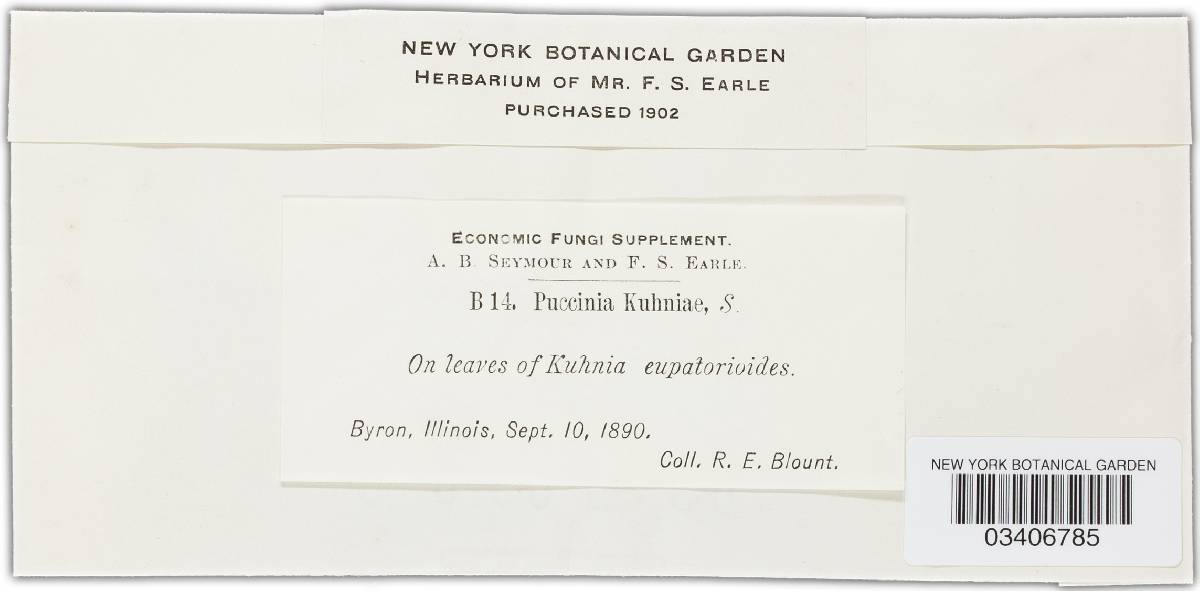 NEW YORK BOTANICAL GARDEN
HERBARIUM OF MR. F. S. EARLE
PURCHASED 1902
ECONOMIC FUNGI SUPPLEMENT.
A. B. SEYMOUR AND F. S. EARLE.
B 14. Puccinia Kuhniae, S.
On leaves of Kuhnia eupatorioides.
Byron, Illinois, Sept. 10, 1890.
Coll. R. E. Blount.
NEW YORK BOTANICAL GARDEN
03406785